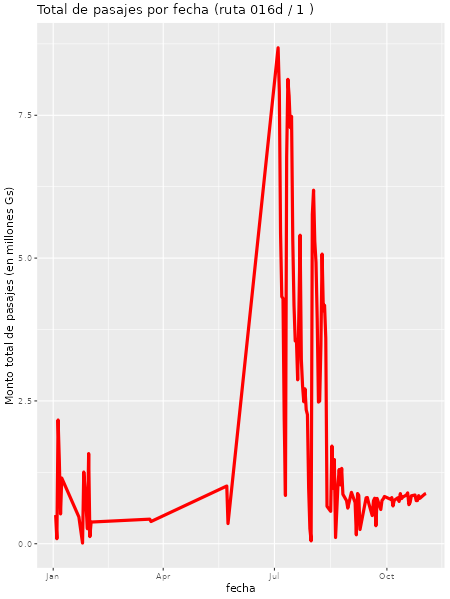 Total de pasajes por fecha (ruta 016d / 1 )
Monto total de pasajes (en millones Gs)
7.5
5.0
2.5
0.0
Jan
Apr
Jul
Oct
fecha